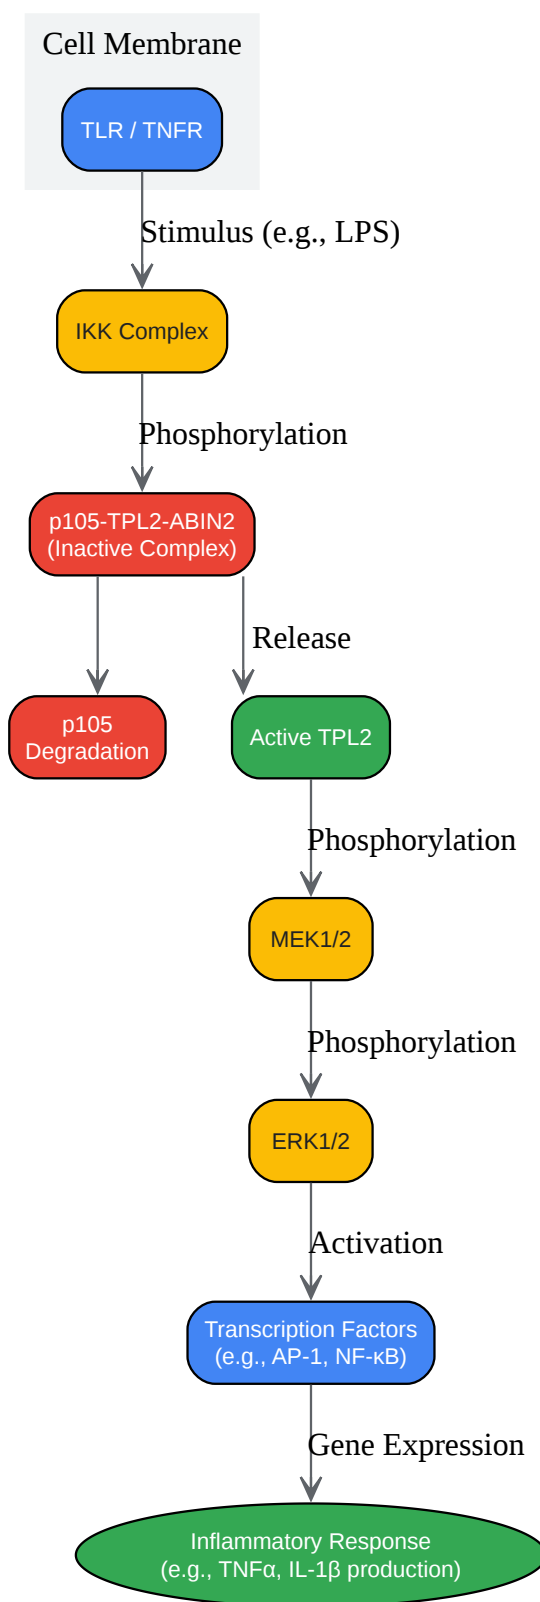 Cell Membrane
TLR / TNFR
Stimulus (e.g., LPS)
IKK Complex
Phosphorylation
p105-TPL2-ABIN2
(Inactive Complex)
Release
p105
Degradation
Active TPL2
Phosphorylation
MEK1/2
Phosphorylation
ERK1/2
Activation
Transcription Factors
(e.g., AP-1, NF-κB)
Gene Expression
Inflammatory Response
(e.g., TNFα, IL-1β production)